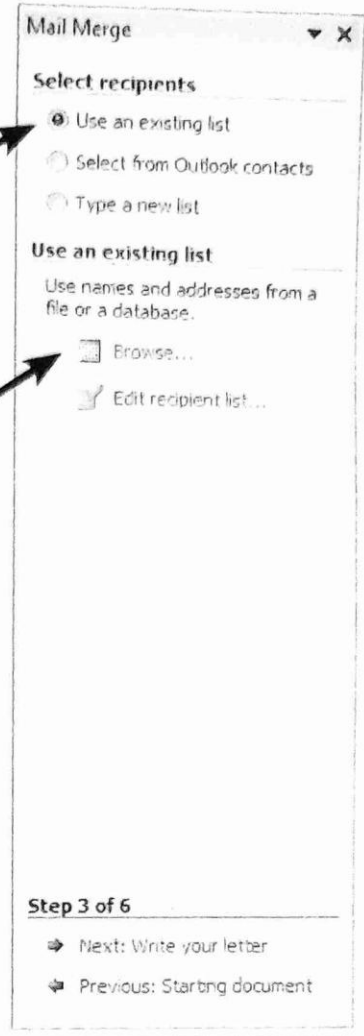 Mail Merge
Select recipients
Use an existing list
Select from Outlook contacts
Type a new list
Use an existing list
Use names and addresses from a
file or a database.
Browse...
Edit recipient list...
Step 3 of 6
Next: Write your letter
Previous: Starting document